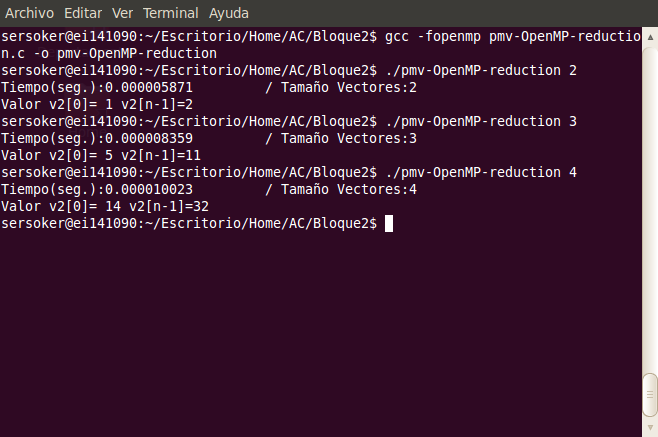 Archivo Editar Ver Terminal Ayuda
sersoker@ei141090:~/Escritorio/Home/AC/Bloque2$ gcc -fopenmp pmv-OpenMP-reductio
n.c -o pmv-OpenMP-reduction
sersoker@ei141090:~/Escritorio/Home/AC/Bloque2$ ./pmv-OpenMP-reduction 2
Tiempo(seg.):0.000005871 / Tamaño Vectores:2
Valor v2[0]= 1 v2[n-1]=2
sersoker@ei141090:~/Escritorio/Home/AC/Bloque2$ ./pmv-OpenMP-reduction 3
Tiempo(seg.):0.000008359 / Tamaño Vectores:3
Valor v2[0]= 5 v2[n-1]=11
sersoker@ei141090:~/Escritorio/Home/AC/Bloque2$ ./pmv-OpenMP-reduction 4
Tiempo(seg.):0.000010023 / Tamaño Vectores:4
Valor v2[0]= 14 v2[n-1]=32
sersoker@ei141090:~/Escritorio/Home/AC/Bloque2$